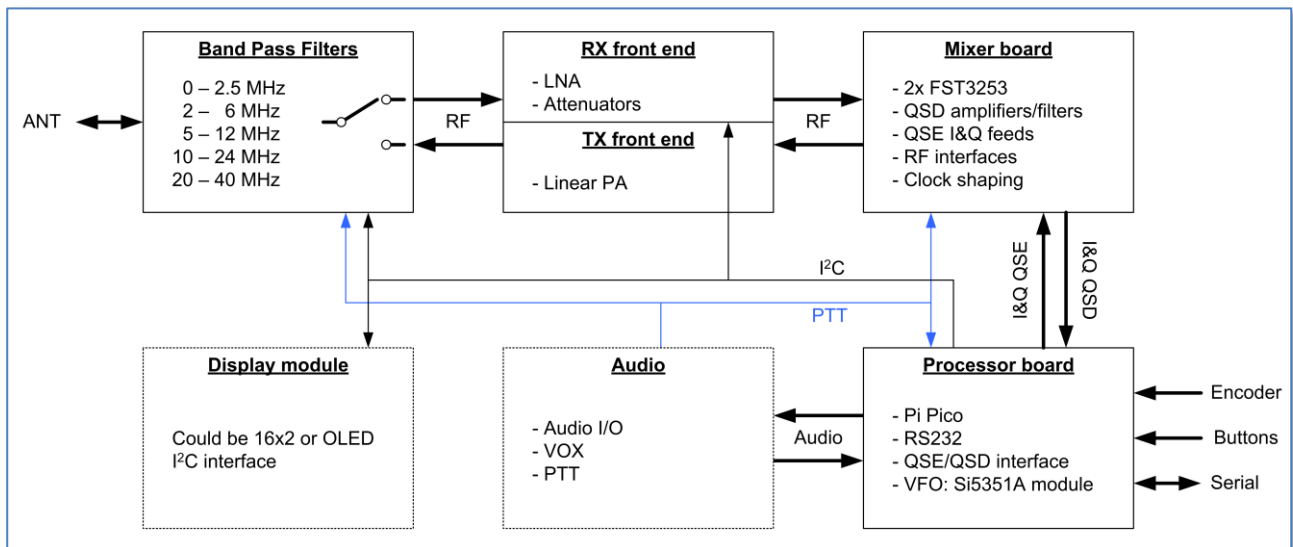 Band Pass Filters
0 – 2.5 MHz
2 – 6 MHz
5 – 12 MHz
10 – 24 MHz
20 – 40 MHz
ANT
RF
RX front end
- LNA
- Attenuators
TX front end
- Linear PA
RF
Mixer board
- 2x FST3253
- QSD amplifiers/filters
- QSE I&Q feeds
- RF interfaces
- Clock shaping
I²C
PTT
I&Q QSE
I&Q QSD
Display module
Could be 16x2 or OLED
I²C interface
Audio
- Audio I/O
- VOX
- PTT
Audio
Processor board
- Pi Pico
- RS232
- QSE/QSD interface
- VFO: Si5351A module
Encoder
Buttons
Serial